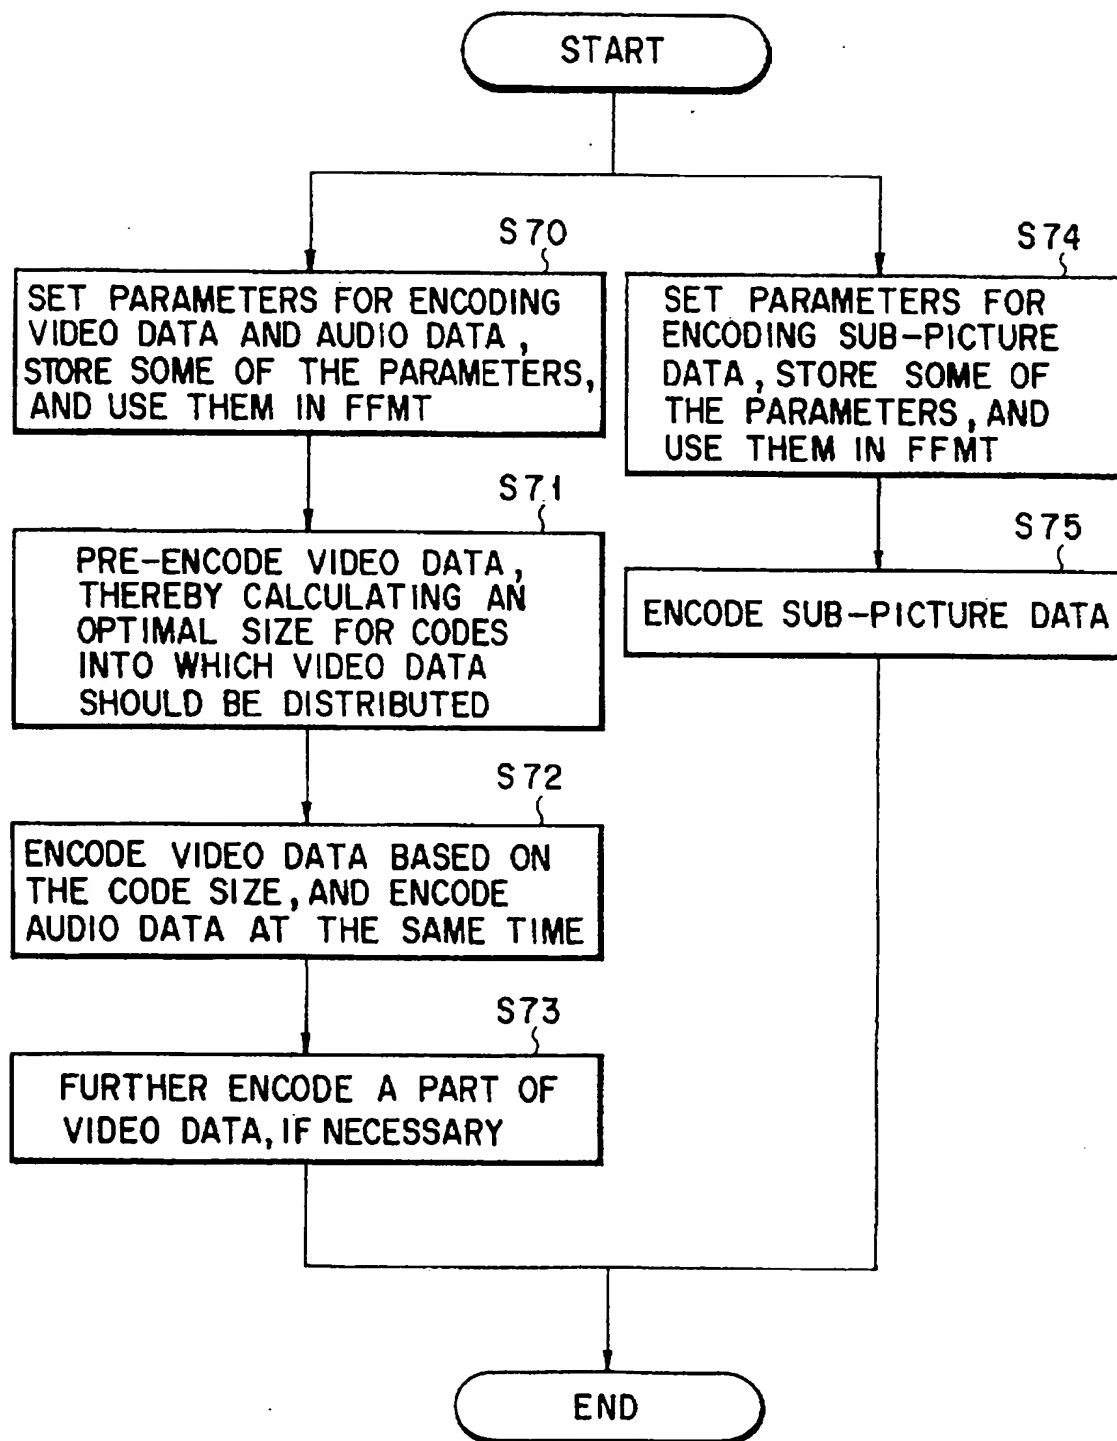 START
S70
SET PARAMETERS FOR ENCODING
VIDEO DATA AND AUDIO DATA,
STORE SOME OF THE PARAMETERS,
AND USE THEM IN FFMT
S71
PRE-ENCODE VIDEO DATA,
THEREBY CALCULATING AN
OPTIMAL SIZE FOR CODES
INTO WHICH VIDEO DATA
SHOULD BE DISTRIBUTED
S72
ENCODE VIDEO DATA BASED ON
THE CODE SIZE, AND ENCODE
AUDIO DATA AT THE SAME TIME
S73
FURTHER ENCODE A PART OF
VIDEO DATA, IF NECESSARY
S74
SET PARAMETERS FOR
ENCODING SUB-PICTURE
DATA, STORE SOME OF
THE PARAMETERS, AND
USE THEM IN FFMT
S75
ENCODE SUB-PICTURE DATA
END